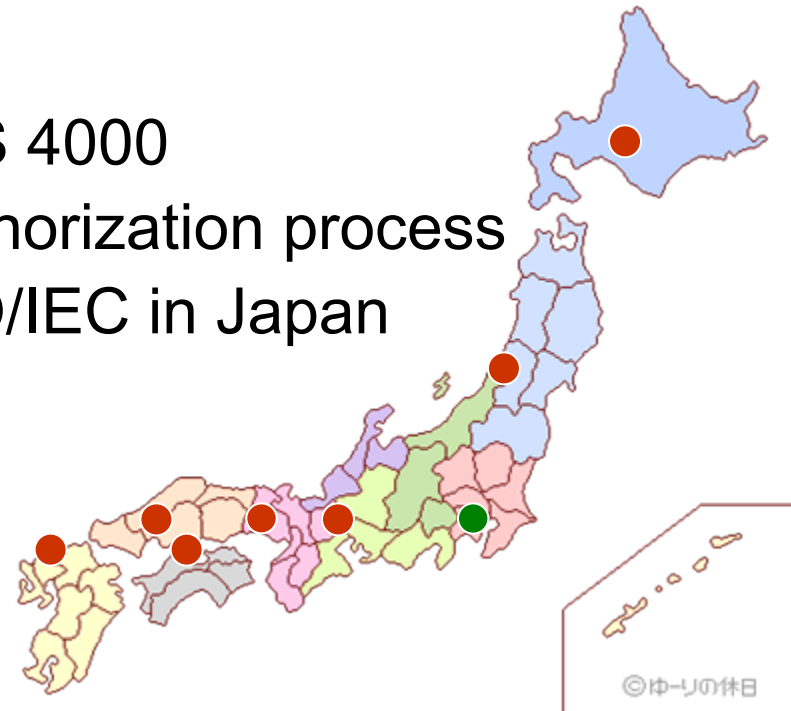 S 4000
horization process
O/IEC in Japan
©ゆーりの休日